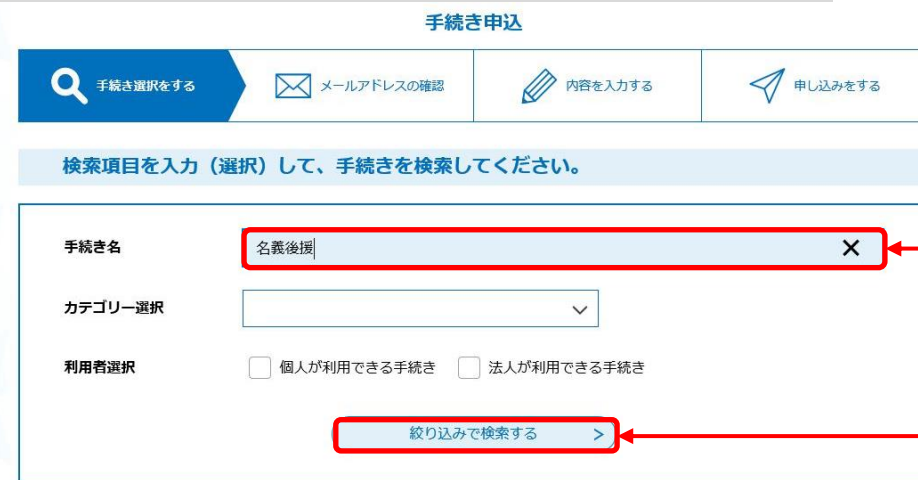 手続き申込
手続き選択をする
メールアドレスの確認
内容を入力する
申し込みをする
検索項目を入力（選択）して、手続きを検索してください。
手続き名
名義後援
カテゴリー選択
利用者選択
個人が利用できる手続き
法人が利用できる手続き
絞り込みで検索する